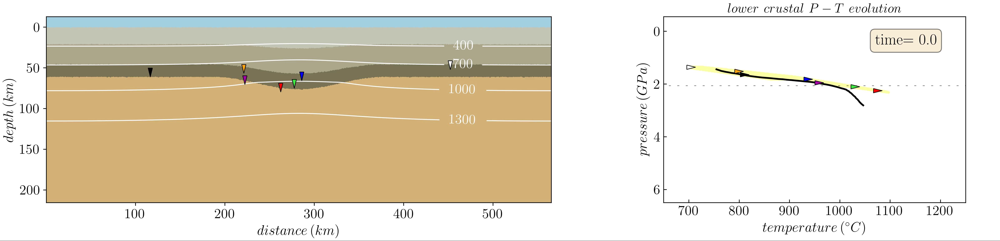 0
50
100
150
200
depth (km)
400
700
1000
1300
100 200 300 400 500
distance (km)
lower crustal P − T evolution
time= 0.0
0
2
4
6
pressure (GPa)
700 800 900 1000 1100 1200
temperature (°C)